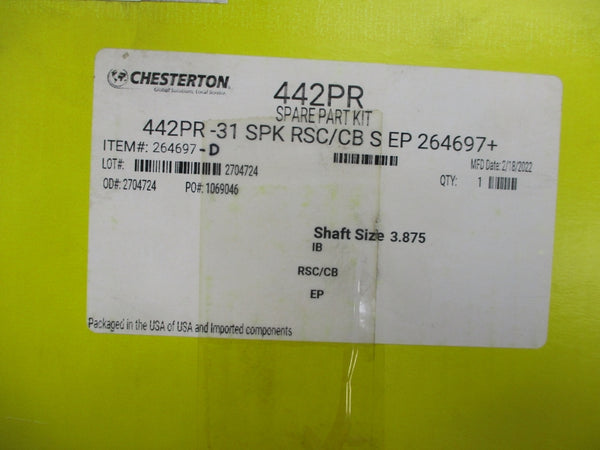 CHESTERTON
Global Solutions, Local Service.
442PR
SPARE PART KIT
442PR -31 SPK RSC/CB S EP 264697+
ITEM#: 264697-D
MFD Date: 2/18/2022
LOT#: 2704724
QTY: 1
OD#: 2704724 PO#: 1069046
Shaft Size 3.875
IB
RSC/CB
EP
Packaged in the USA of USA and Imported components